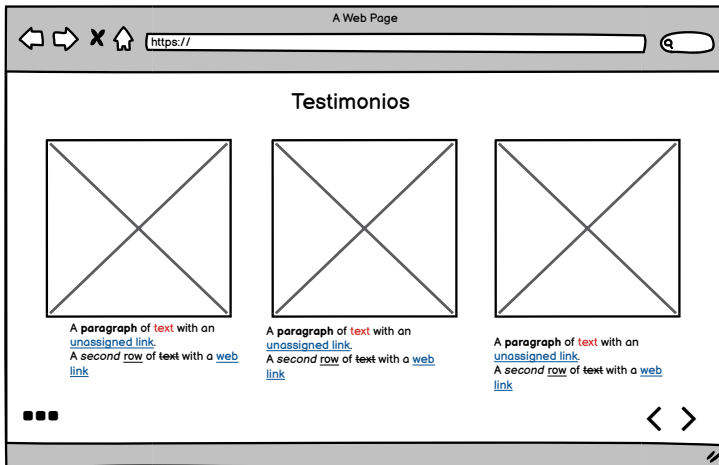 A Web Page
https://
Testimonios
A paragraph of text with an
unassigned link.
A second row of text with a web
link
A paragraph of text with an
unassigned link.
A second row of text with a web
link
A paragraph of text with an
unassigned link.
A second row of text with a web
link